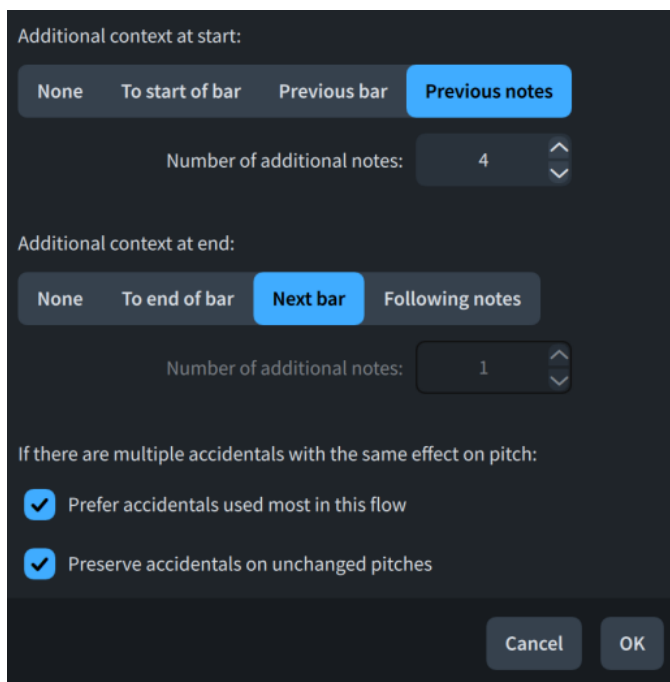 Additional context at start:
None To start of bar Previous bar Previous notes
Number of additional notes: 4
Additional context at end:
None To end of bar Next bar Following notes
Number of additional notes: 1
If there are multiple accidentals with the same effect on pitch:
Prefer accidentals used most in this flow
Preserve accidentals on unchanged pitches
Cancel OK